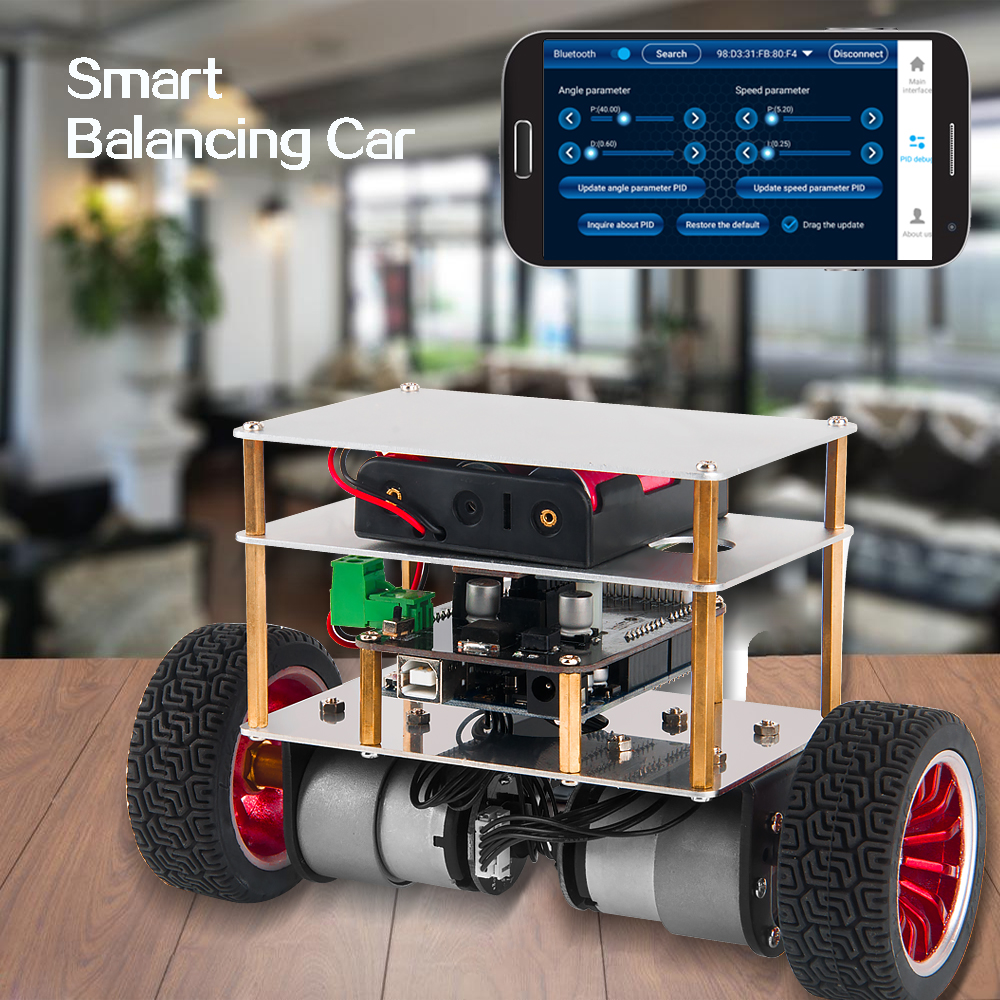 Smart
Balancing Car
Bluetooth Search 98:D3:31:FB:80:F4 Disconnect
Main
interface
Angle parameter Speed parameter
P:(40.00) P:(5.20)
D:(0.60) I:(0.25)
PID debug
Update angle parameter PID Update speed parameter PID
Inquire about PID Restore the default Drag the update
About us